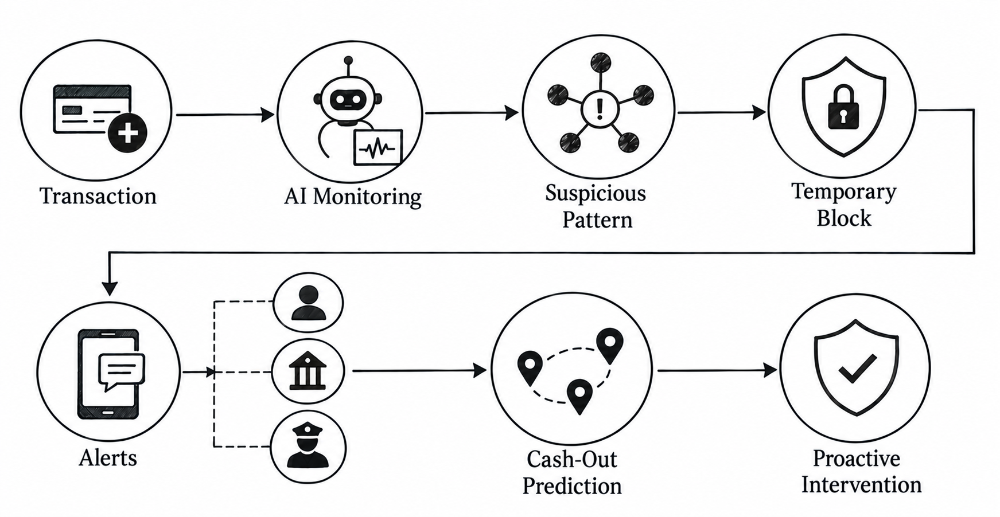 Transaction
AI Monitoring
Suspicious
Pattern
Temporary
Block
Alerts
Cash-Out
Prediction
Proactive
Intervention